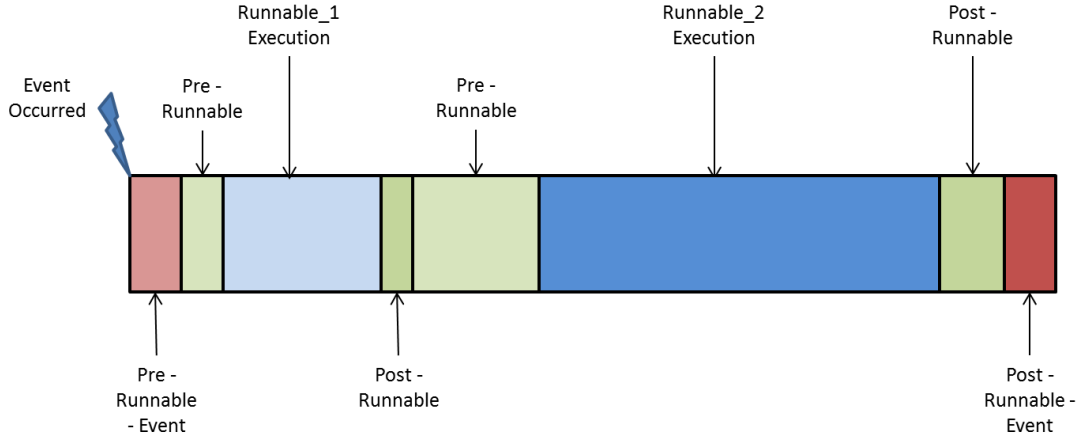 Runnable_1
Execution
Runnable_2
Execution
Post -
Runnable
Event
Occurred
Pre -
Runnable
Pre -
Runnable
Pre -
Runnable
- Event
Post -
Runnable
Post -
Runnable -
Event